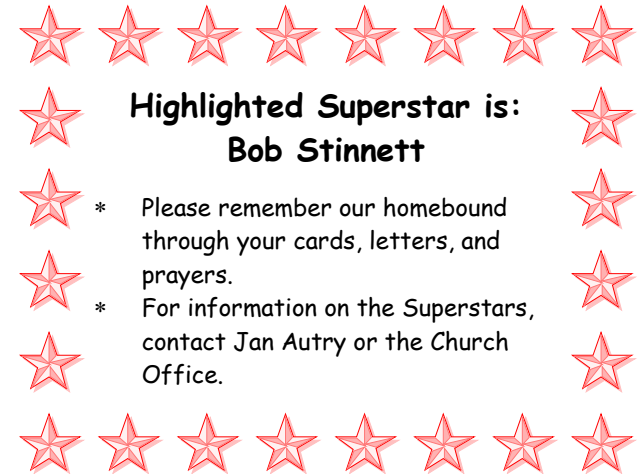 Highlighted Superstar is:
Bob Stinnett
* Please remember our homebound
through your cards, letters, and
prayers.
* For information on the Superstars,
contact Jan Autry or the Church
Office.